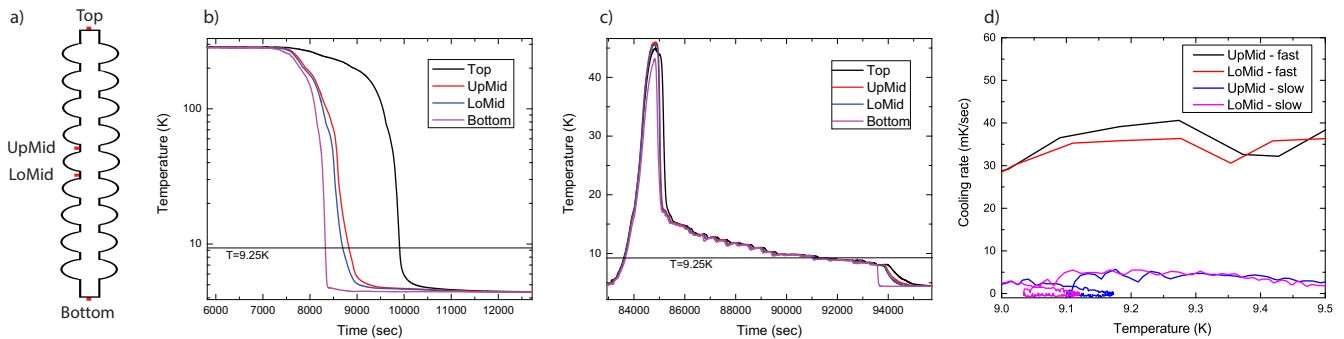 a)
Top
UpMid
LoMid
Bottom
b)
Temperature (K)
100
10
Top
UpMid
LoMid
Bottom
T=9.25K
6000 7000 8000 9000 10000 11000 12000
Time (sec)
c)
Temperature (K)
40
30
20
10
Top
UpMid
LoMid
Bottom
T=9.25K
84000 86000 88000 90000 92000 94000
Time (sec)
d)
Cooling rate (mK/sec)
60
50
40
30
20
10
5
0
UpMid - fast
LoMid - fast
UpMid - slow
LoMid - slow
9.0 9.1 9.2 9.3 9.4 9.5
Temperature (K)